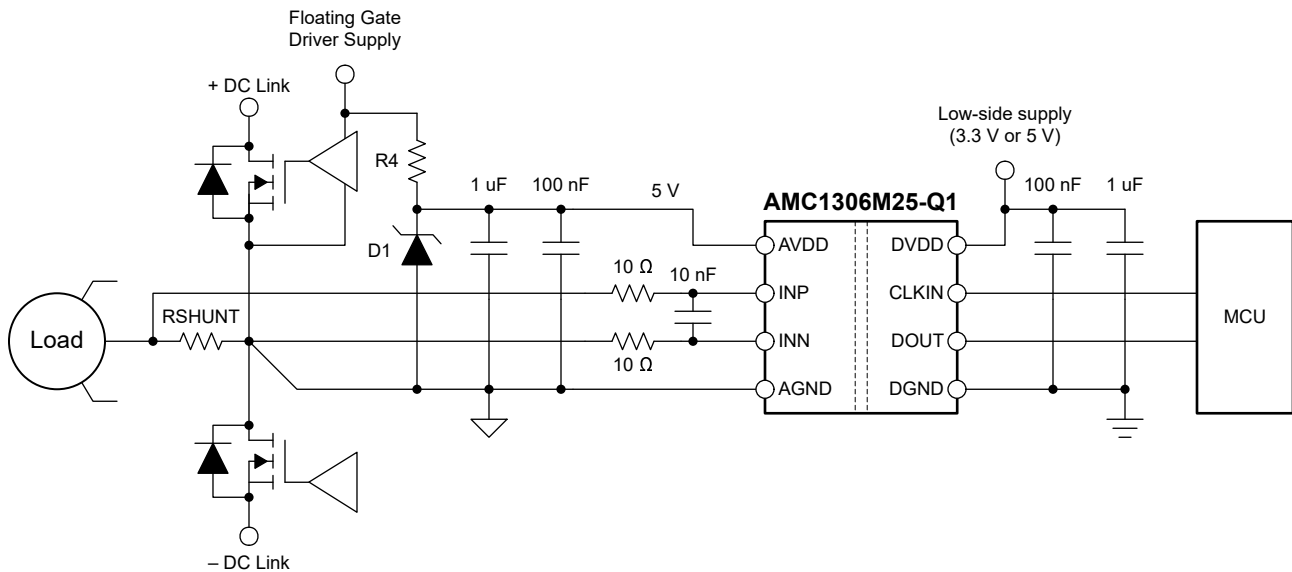 Floating Gate
Driver Supply
+ DC Link
Low-side supply
(3.3 V or 5 V)
R4
1 uF
100 nF
5 V
AMC1306M25-Q1
100 nF
1 uF
AVDD
DVDD
D1
10 Ω
10 nF
INP
CLKIN
RSHUNT
Load
MCU
INN
DOUT
10 Ω
AGND
DGND
– DC Link